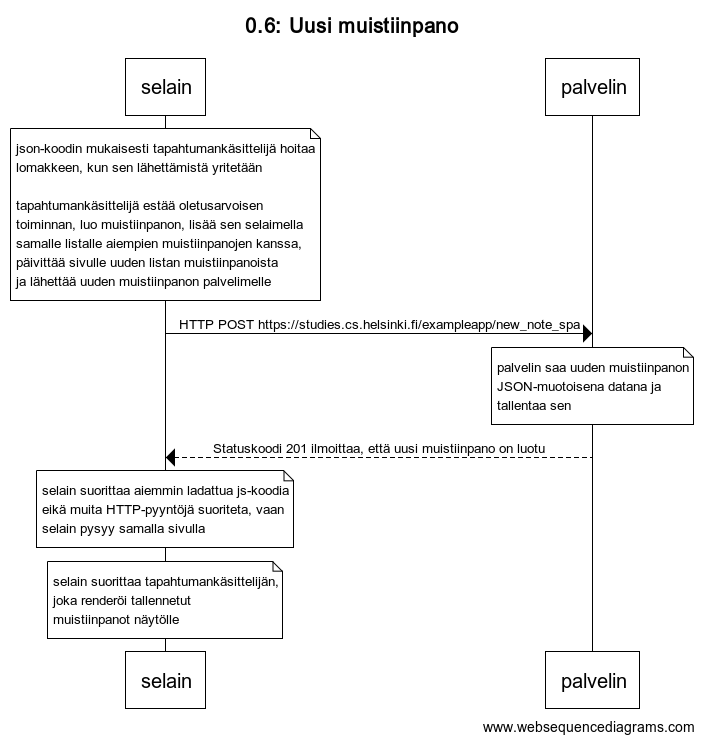 0.6: Uusi muistiinpano
selain
palvelin
json-koodin mukaisesti tapahtumankäsittelijä hoitaa
lomakkeen, kun sen lähettämistä yritetään
tapahtumankäsittelijä estää oletusarvoisen
toiminnan, luo muistiinpanon, lisää sen selaimella
samalle listalle aiempien muistiinpanojen kanssa,
päivittää sivulle uuden listan muistiinpanoista
ja lähettää uuden muistiinpanon palvelimelle
HTTP POST https://studies.cs.helsinki.fi/exampleapp/new_note_spa
palvelin saa uuden muistiinpanon
JSON-muotoisena datana ja
tallentaa sen
Statuskoodi 201 ilmoittaa, että uusi muistiinpano on luotu
selain suorittaa aiemmin ladattua js-koodia
eikä muita HTTP-pyyntöjä suoriteta, vaan
selain pysyy samalla sivulla
selain suorittaa tapahtumankäsittelijän,
joka renderöi tallennetut
muistiinpanot näytölle
selain
palvelin
www.websequencediagrams.com